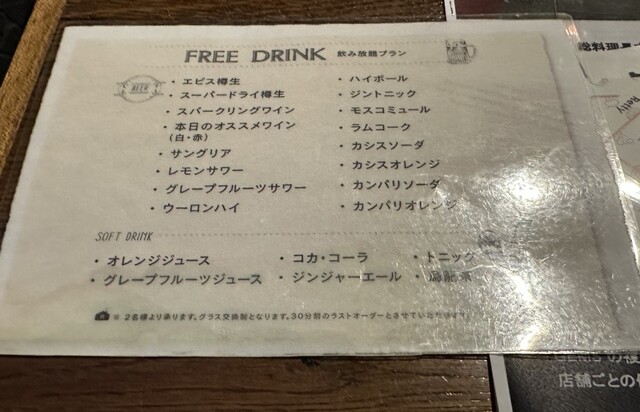 FREE DRINK 飲み放題プラン
BEER
・エビス樽生
・スーパードライ樽生
・スパークリングワイン
・本日のオススメワイン
(白・赤)
・サングリア
・レモンサワー
・グレープフルーツサワー
・ウーロンハイ
・ハイボール
・ジントニック
・モスコミュール
・ラムコーク
・カシスソーダ
・カシスオレンジ
・カンパリソーダ
・カンパリオレンジ
SOFT DRINK
・オレンジジュース
・グレープフルーツジュース
・コカ・コーラ
・ジンジャーエール
・トニック
・烏龍茶
※2名様より承ります。グラス交換制となります。30分前のラストオーダーとさせていただきます。
料理
Retty
の
店舗ごとの